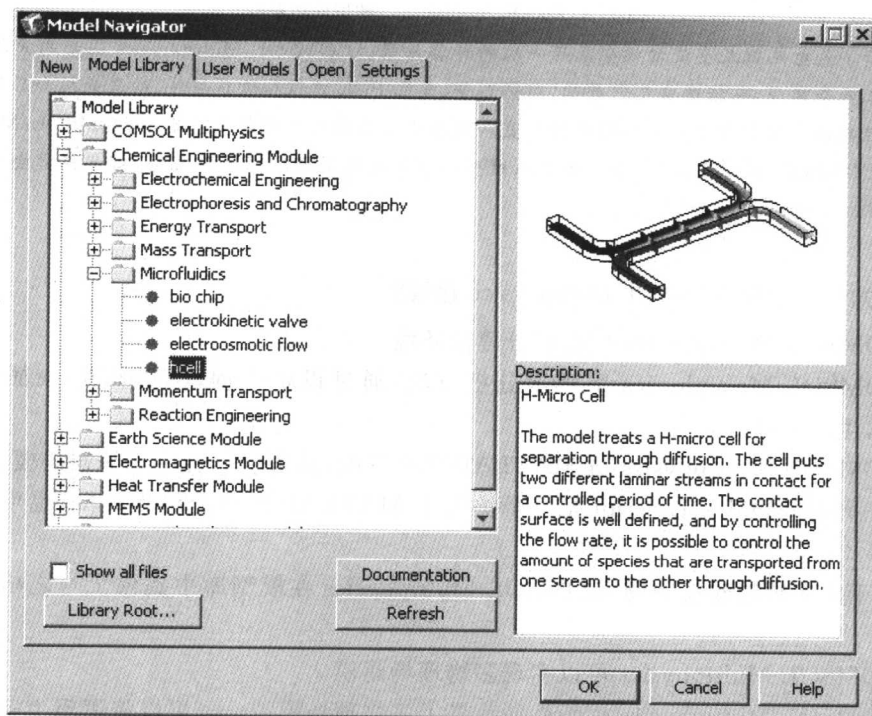 Model Navigator
New Model Library User Models Open Settings
Model Library
COMSOL Multiphysics
Chemical Engineering Module
Electrochemical Engineering
Electrophoresis and Chromatography
Energy Transport
Mass Transport
Microfluidics
bio chip
electrokinetic valve
electroosmotic flow
hcell
Momentum Transport
Reaction Engineering
Earth Science Module
Electromagnetics Module
Heat Transfer Module
MEMS Module
Show all files
Documentation
Library Root...
Refresh
Description:
H-Micro Cell
The model treats a H-micro cell for
separation through diffusion. The cell puts
two different laminar streams in contact for
a controlled period of time. The contact
surface is well defined, and by controlling
the flow rate, it is possible to control the
amount of species that are transported from
one stream to the other through diffusion.
OK
Cancel
Help